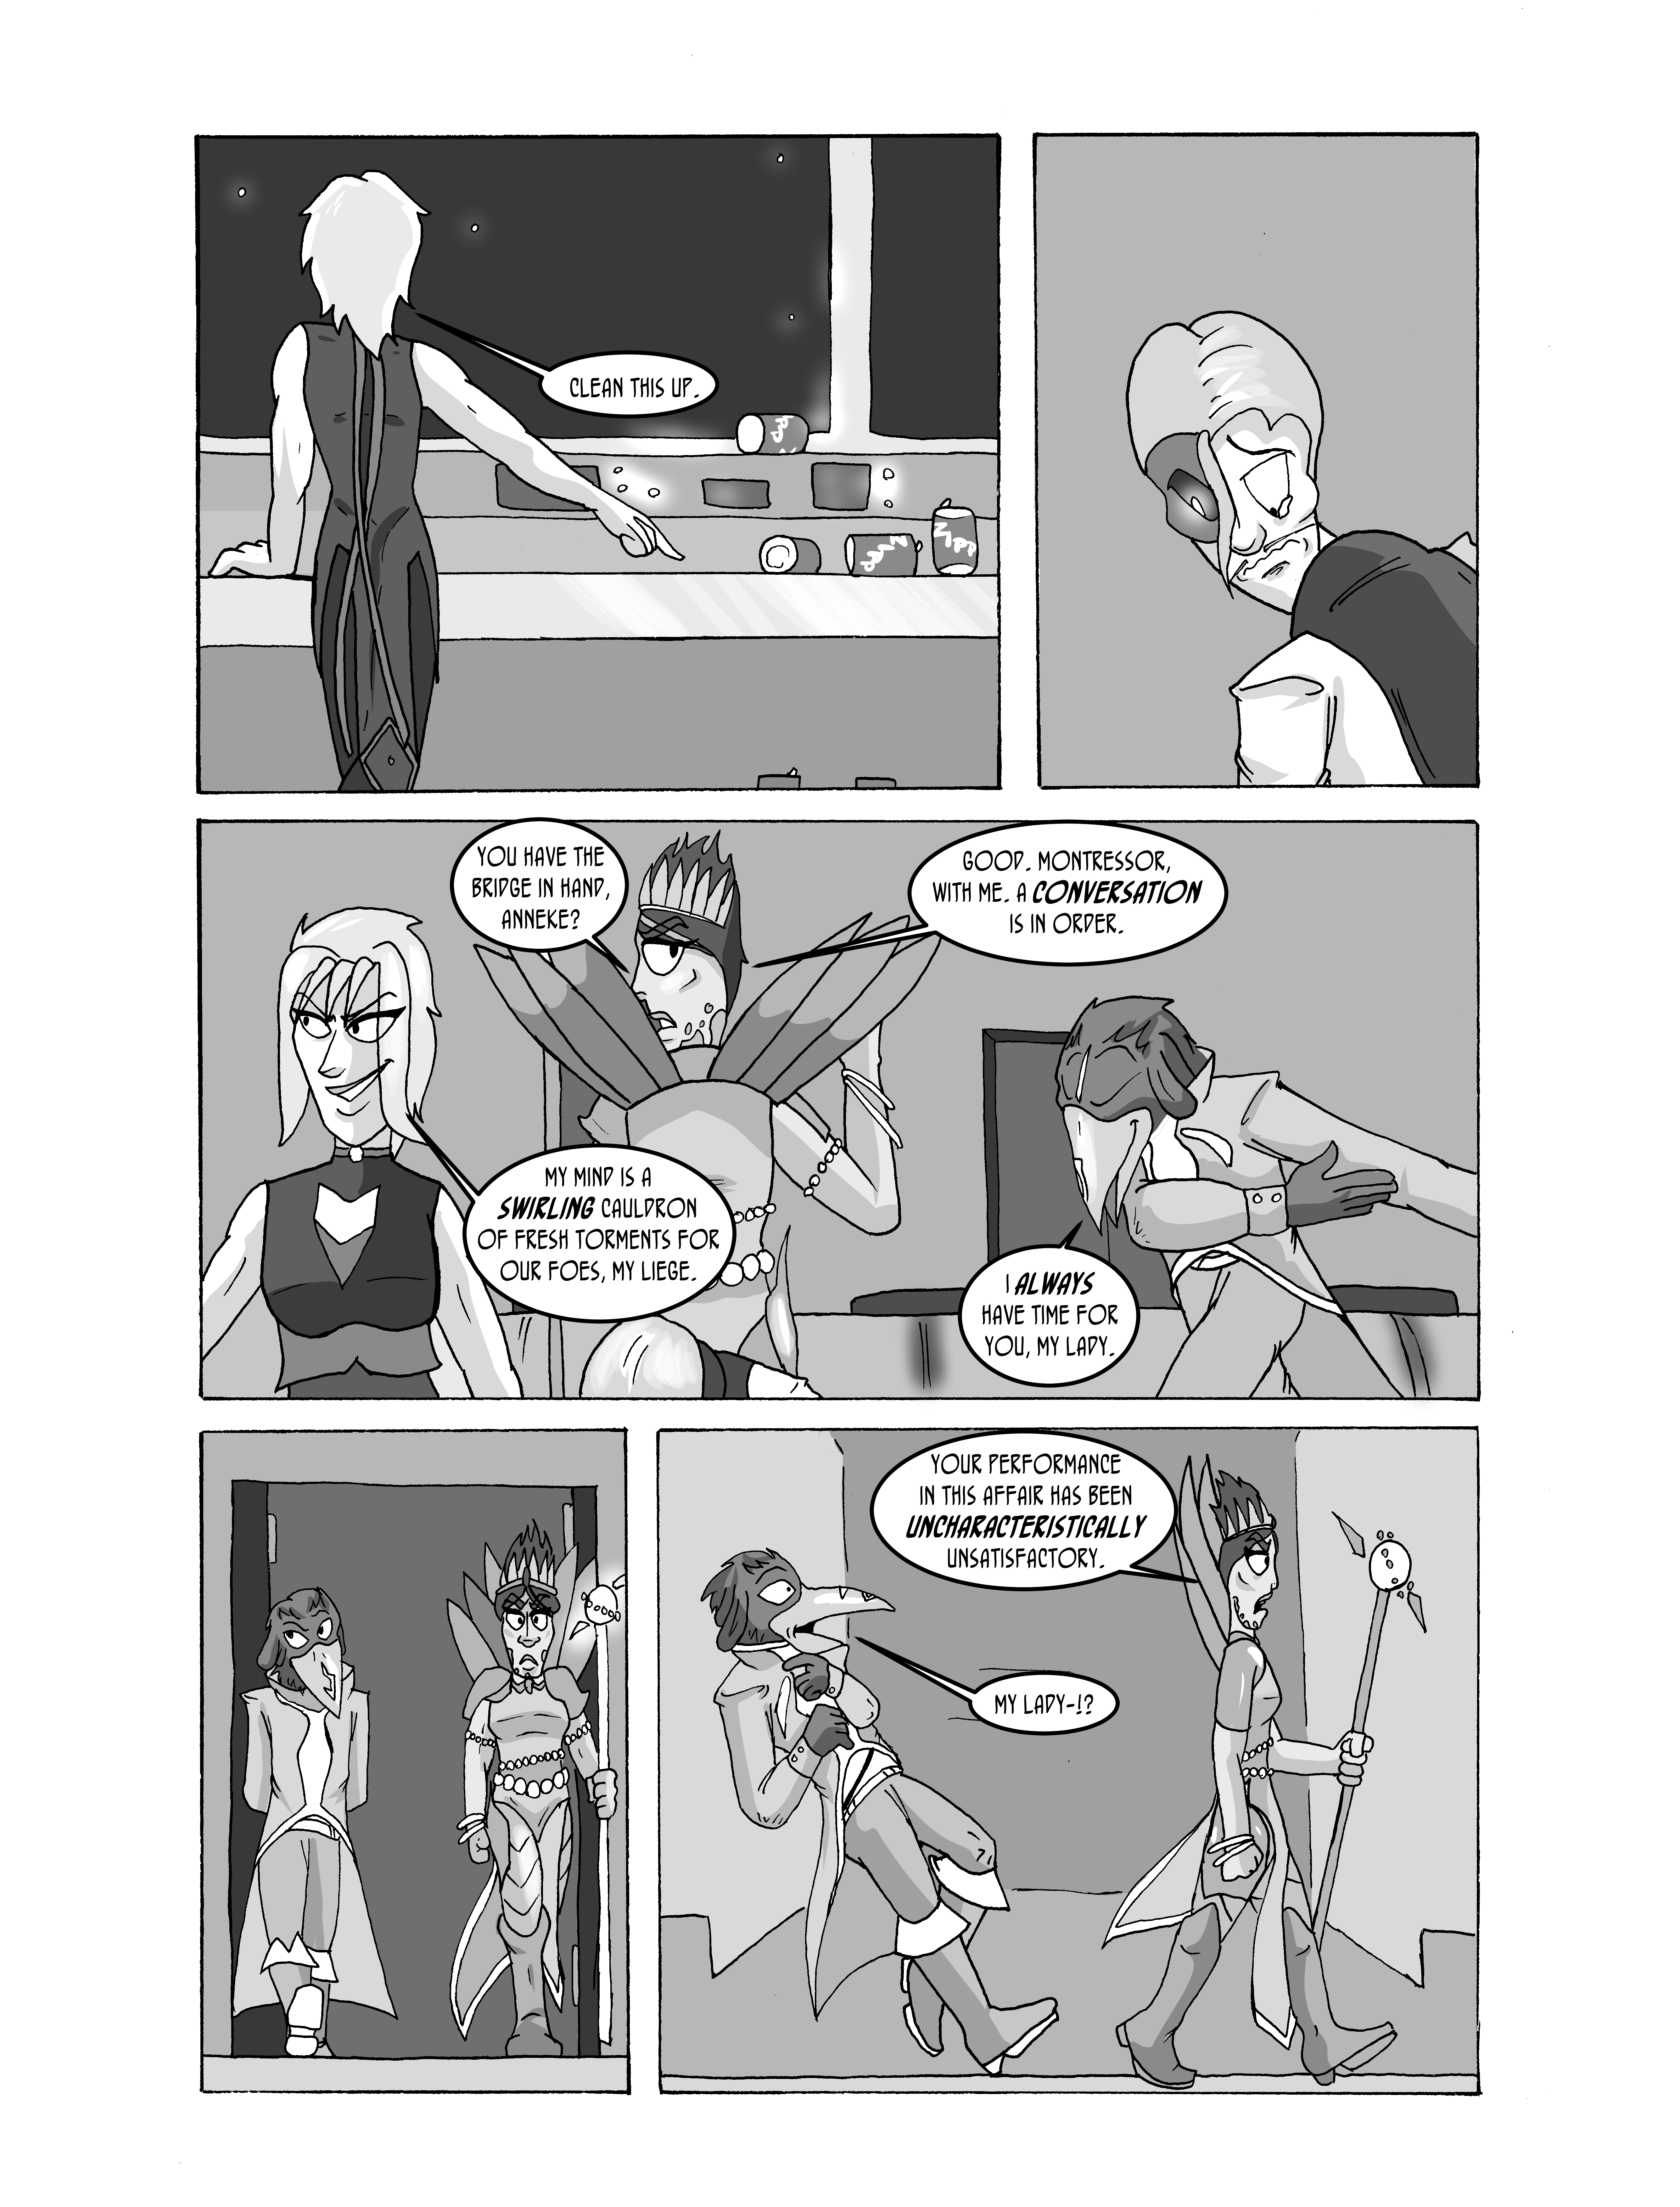 CLEAN THIS UP.
YOU HAVE THE
BRIDGE IN HAND,
ANNEKE?
GOOD. MONTRESSOR,
WITH ME. A CONVERSATION
IS IN ORDER.
MY MIND IS A
SWIRLING CAULDRON
OF FRESH TORMENTS FOR
OUR FOES, MY LIEGE.
I ALWAYS
HAVE TIME FOR
YOU, MY LADY.
YOUR PERFORMANCE
IN THIS AFFAIR HAS BEEN
UNCHARACTERISTICALLY
UNSATISFACTORY.
MY LADY-!?